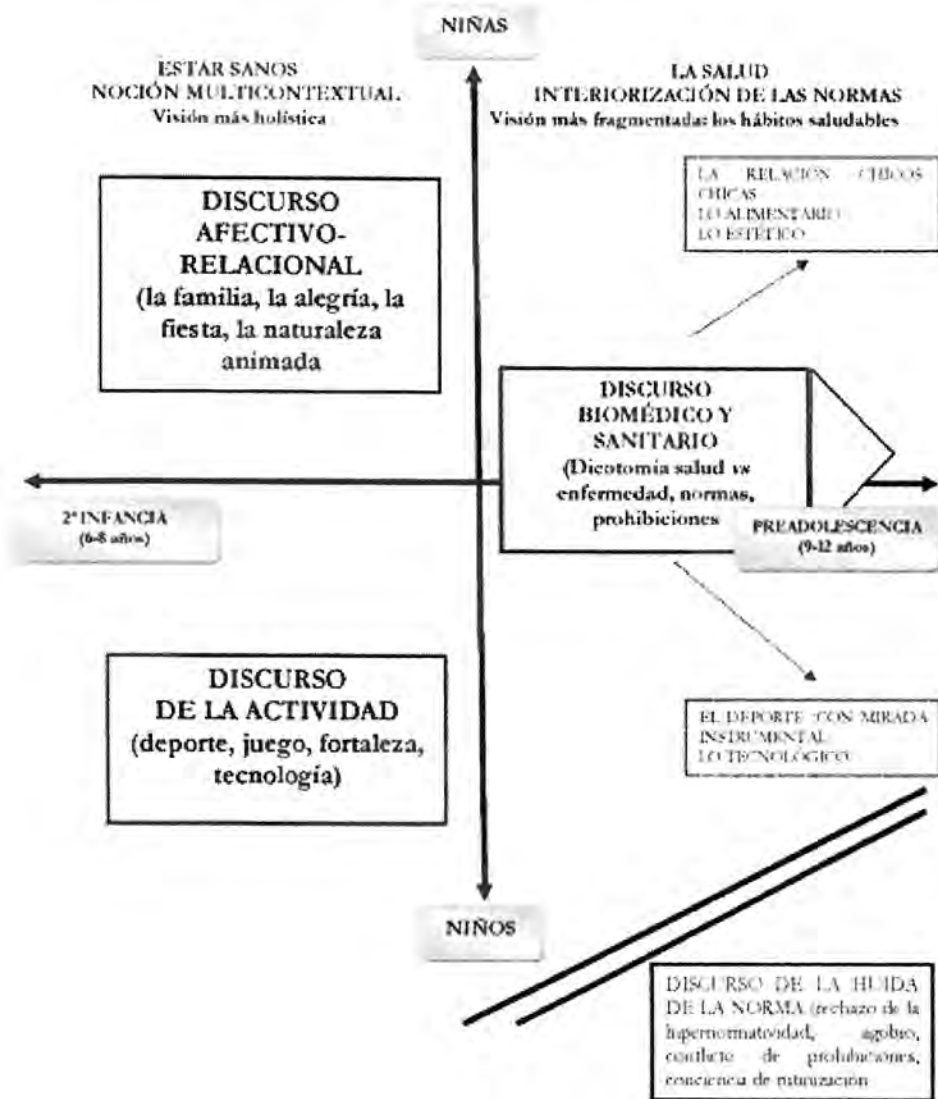 NIÑAS
ESTAR SANOS
NOCIÓN MULTICONTEXTUAL
Visión más holística
LA SALUD
INTERIORIZACIÓN DE LAS NORMAS
Visión más fragmentada: los hábitos saludables
DISCURSO
AFECTIVO-
RELACIONAL
(la familia, la alegría, la
fiesta, la naturaleza
animada
LA RELACIÓN CHICOS
CHICAS
LO ALIMENTARIO
LO ESTÉTICO
DISCURSO
BIOMÉDICO Y
SANITARIO
(Dicotomía salud vs
enfermedad, normas,
prohibiciones
2ª INFANCIA
(6-8 años)
PREADOLESCENCIA
(9-12 años)
DISCURSO
DE LA ACTIVIDAD
(deporte, juego, fortaleza,
tecnología)
EL DEPORTE CON MIRADA
INSTRUMENTAL
LO TECNOLÓGICO
NIÑOS
DISCURSO DE LA HUIDA
DE LA NORMA (rechazo de la
hipernormatividad, agobio,
conflicto de prohibiciones,
conciencia de rutinización